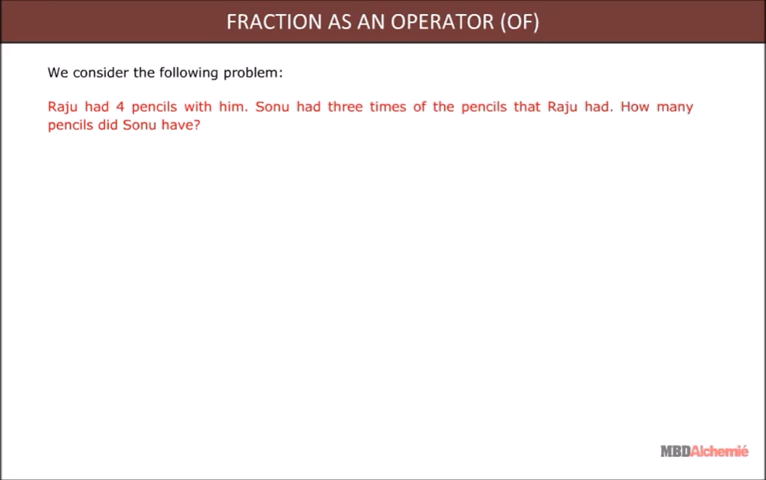 FRACTION AS AN OPERATOR (OF)
We consider the following problem:
Raju had 4 pencils with him. Sonu had three times of the pencils that Raju had. How many
pencils did Sonu have?
MBDAlchemié